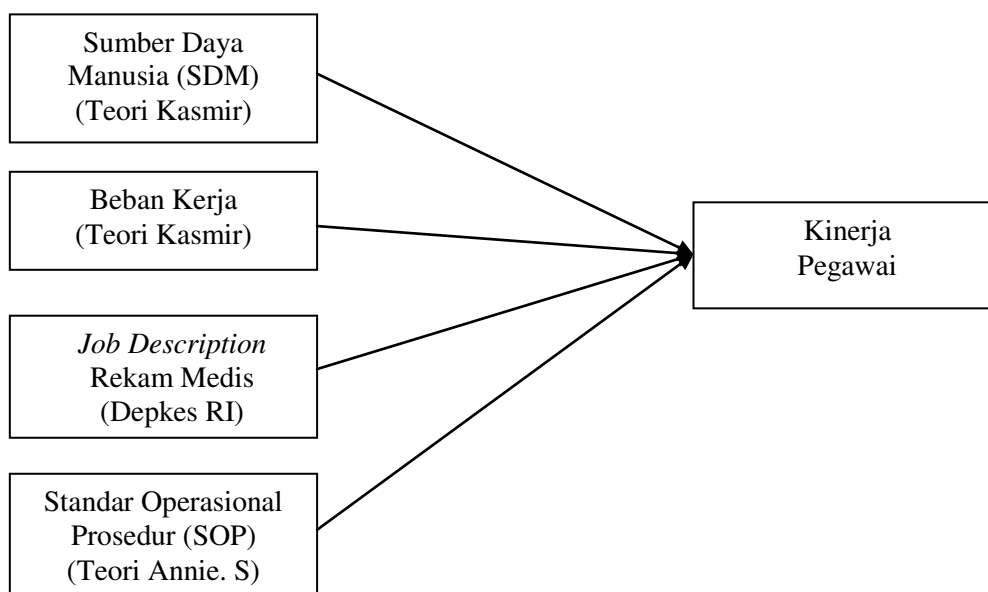 Sumber Daya
Manusia (SDM)
(Teori Kasmir)
Beban Kerja
(Teori Kasmir)
Job Description
Rekam Medis
(Depkes RI)
Standar Operasional
Prosedur (SOP)
(Teori Annie. S)
Kinerja
Pegawai